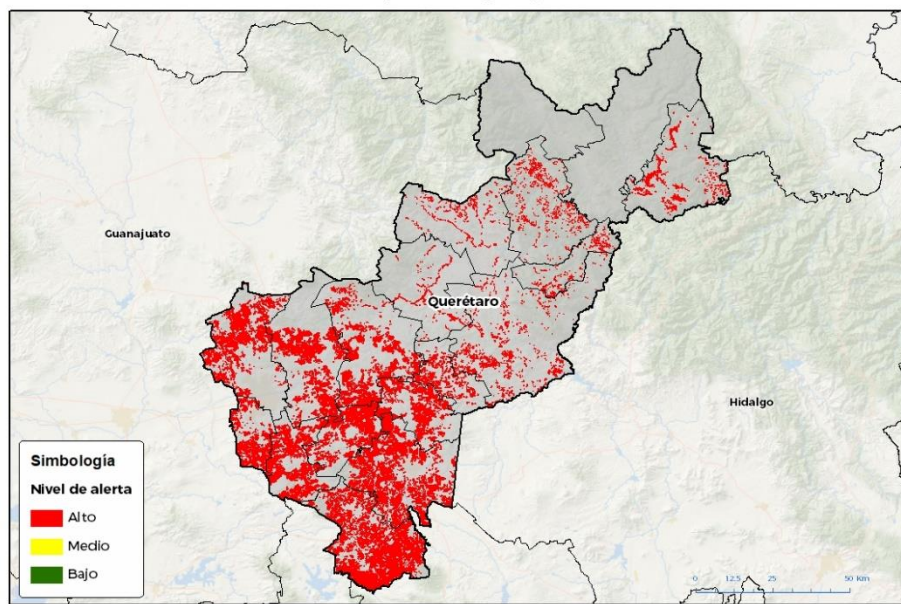 Guanajuato
Querétaro
Hidalgo
Simbología
Nivel de alerta
Alto
Medio
Bajo
0 12.5 25 50 Km